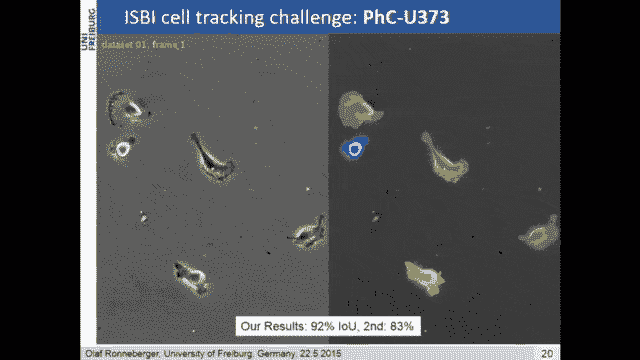 ISBI cell tracking challenge: PhC-U373
UNI
FREIBURG
dataset 01, frame 1
Our Results: 92% IoU, 2nd: 83%
Olaf Ronneberger, University of Freiburg, Germany, 22.5.2015
20